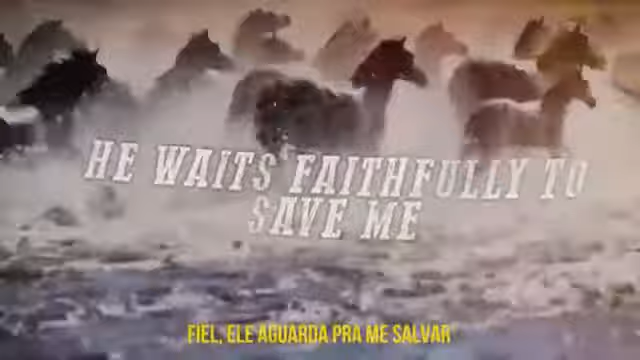 HE WAITS FAITHFULLY TO
SAVE ME
FIEL, ELE AGUARDA PRA ME SALVAR